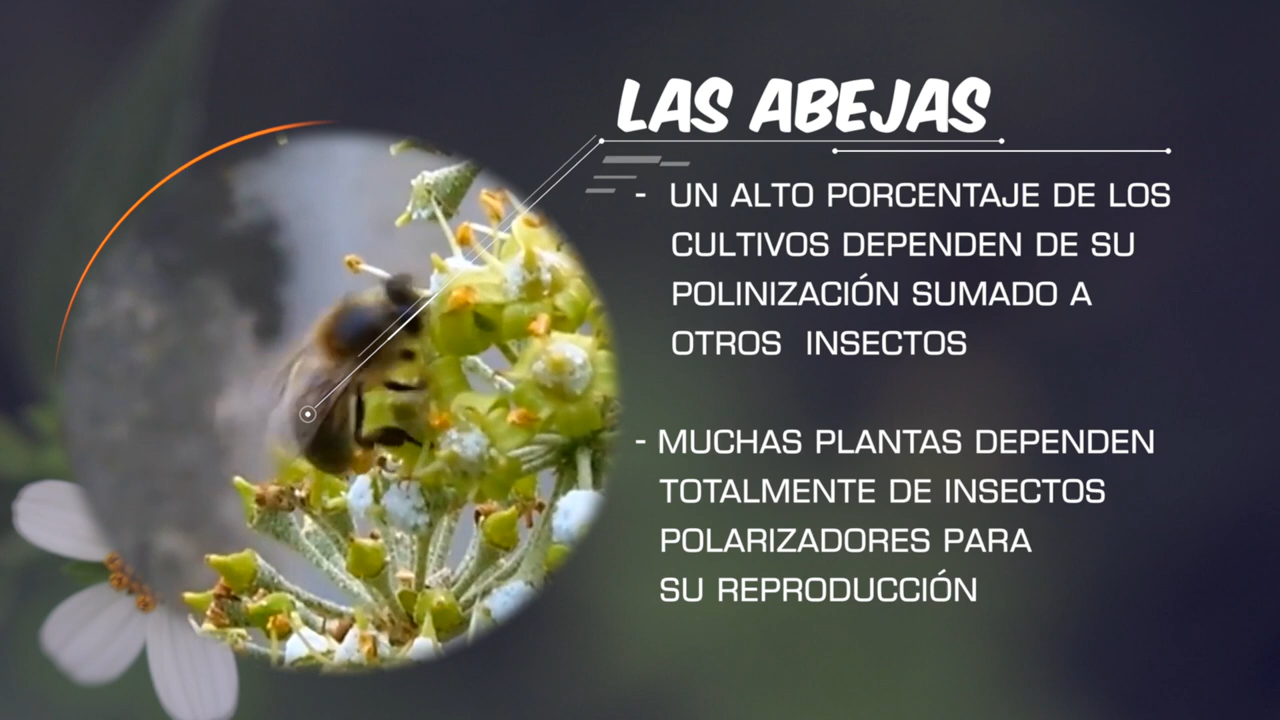 LAS ABEJAS
- UN ALTO PORCENTAJE DE LOS
CULTIVOS DEPENDEN DE SU
POLINIZACIÓN SUMADO A
OTROS INSECTOS
- MUCHAS PLANTAS DEPENDEN
TOTALMENTE DE INSECTOS
POLARIZADORES PARA
SU REPRODUCCIÓN